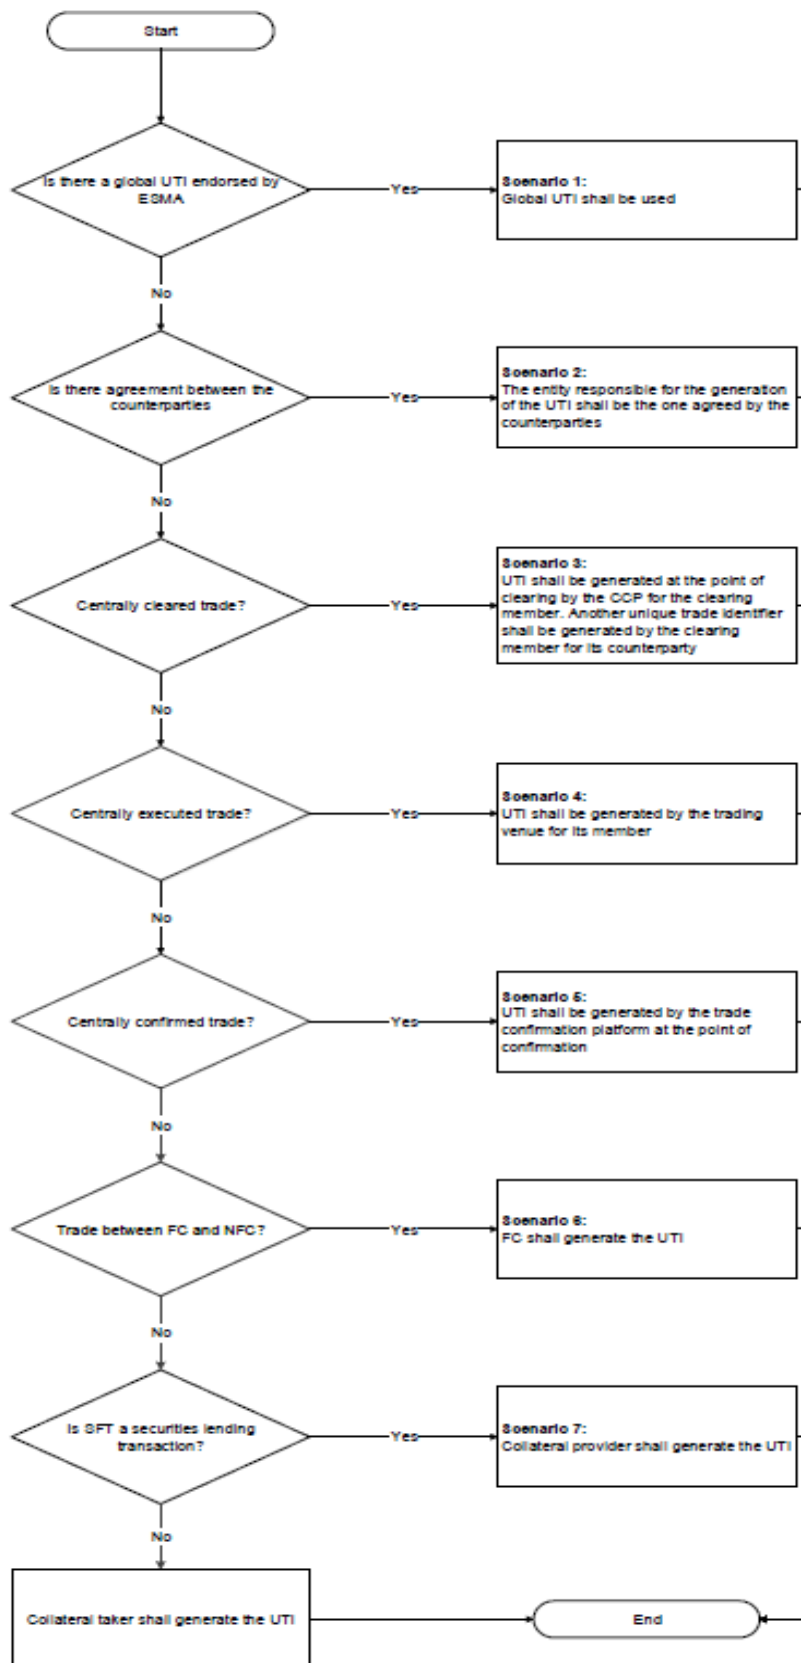 Start
Is there a global UTI endorsed by
ESMA
Yes
Scenario 1:
Global UTI shall be used
No
Is there agreement between the
counterparties
Yes
Scenario 2:
The entity responsible for the generation
of the UTI shall be the one agreed by the
counterparties
No
Centrally cleared trade?
Yes
Scenario 3:
UTI shall be generated at the point of
clearing by the CCP for the clearing
member. Another unique trade identifier
shall be generated by the clearing
member for its counterparty
No
Centrally executed trade?
Yes
Scenario 4:
UTI shall be generated by the trading
venue for its member
No
Centrally confirmed trade?
Yes
Scenario 5:
UTI shall be generated by the trade
confirmation platform at the point of
confirmation
No
Trade between FC and NFC?
Yes
Scenario 6:
FC shall generate the UTI
No
Is SFT a securities lending
transaction?
Yes
Scenario 7:
Collateral provider shall generate the UTI
No
Collateral taker shall generate the UTI
End